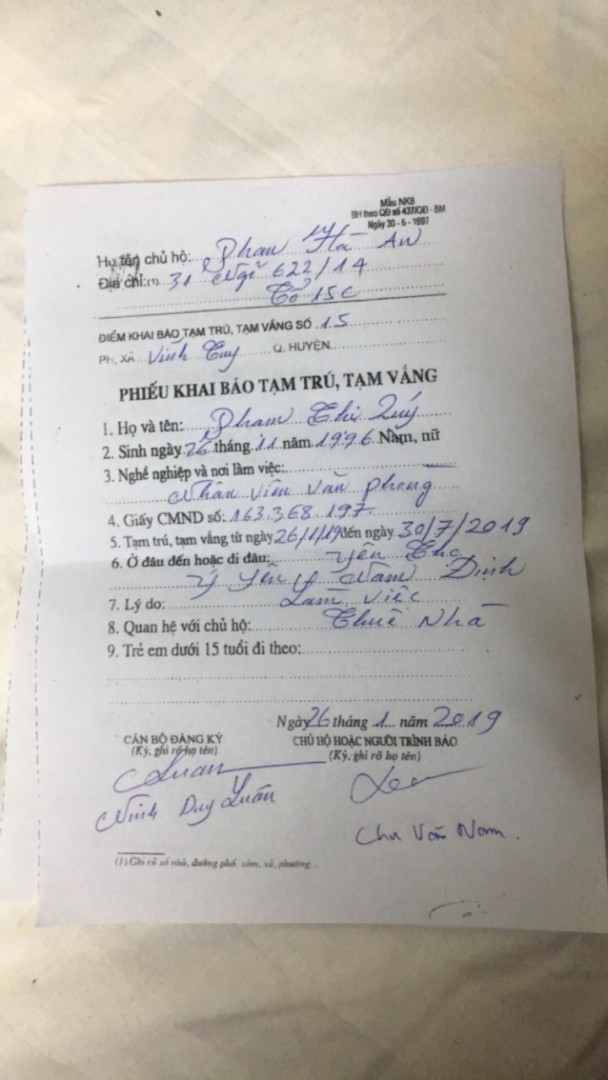 Mẫu NK8
BH theo QĐ số 437/QĐ - BM
Ngày 30 - 6 - 1997
Họ tên chủ hộ: Phan Hà An
Địa chỉ:(1) 31 Ngõ 622/14
Tổ 15C
ĐIỂM KHAI BÁO TẠM TRÚ, TẠM VẮNG SỐ 15
PH, XÃ Vĩnh Tuy Q. HUYỆN
PHIẾU KHAI BÁO TẠM TRÚ, TẠM VẮNG
1. Họ và tên: Phạm Thị Quý
2. Sinh ngày 26 tháng 11 năm 1996 Nam, nữ
3. Nghề nghiệp và nơi làm việc:
Nhân viên văn phòng
4. Giấy CMND số: 163.368.197.
5. Tạm trú, tạm vắng từ ngày 26/1/19 đến ngày 30/7/2019
6. Ở đâu đến hoặc đi đâu: Yên Thọ
Ý Yên Nam Định
7. Lý do: Làm việc
8. Quan hệ với chủ hộ: Thuê Nhà
9. Trẻ em dưới 15 tuổi đi theo:
Ngày 26 tháng 1 năm 2019
CÁN BỘ ĐĂNG KÝ
(Ký, ghi rõ họ tên)
CHỦ HỘ HOẶC NGƯỜI TRÌNH BÁO
(Ký, ghi rõ họ tên)
Luân
Ninh Duy Luân
Chu Văn Nam.
(1) Ghi rõ số nhà, đường phố, xóm, xã, phường...